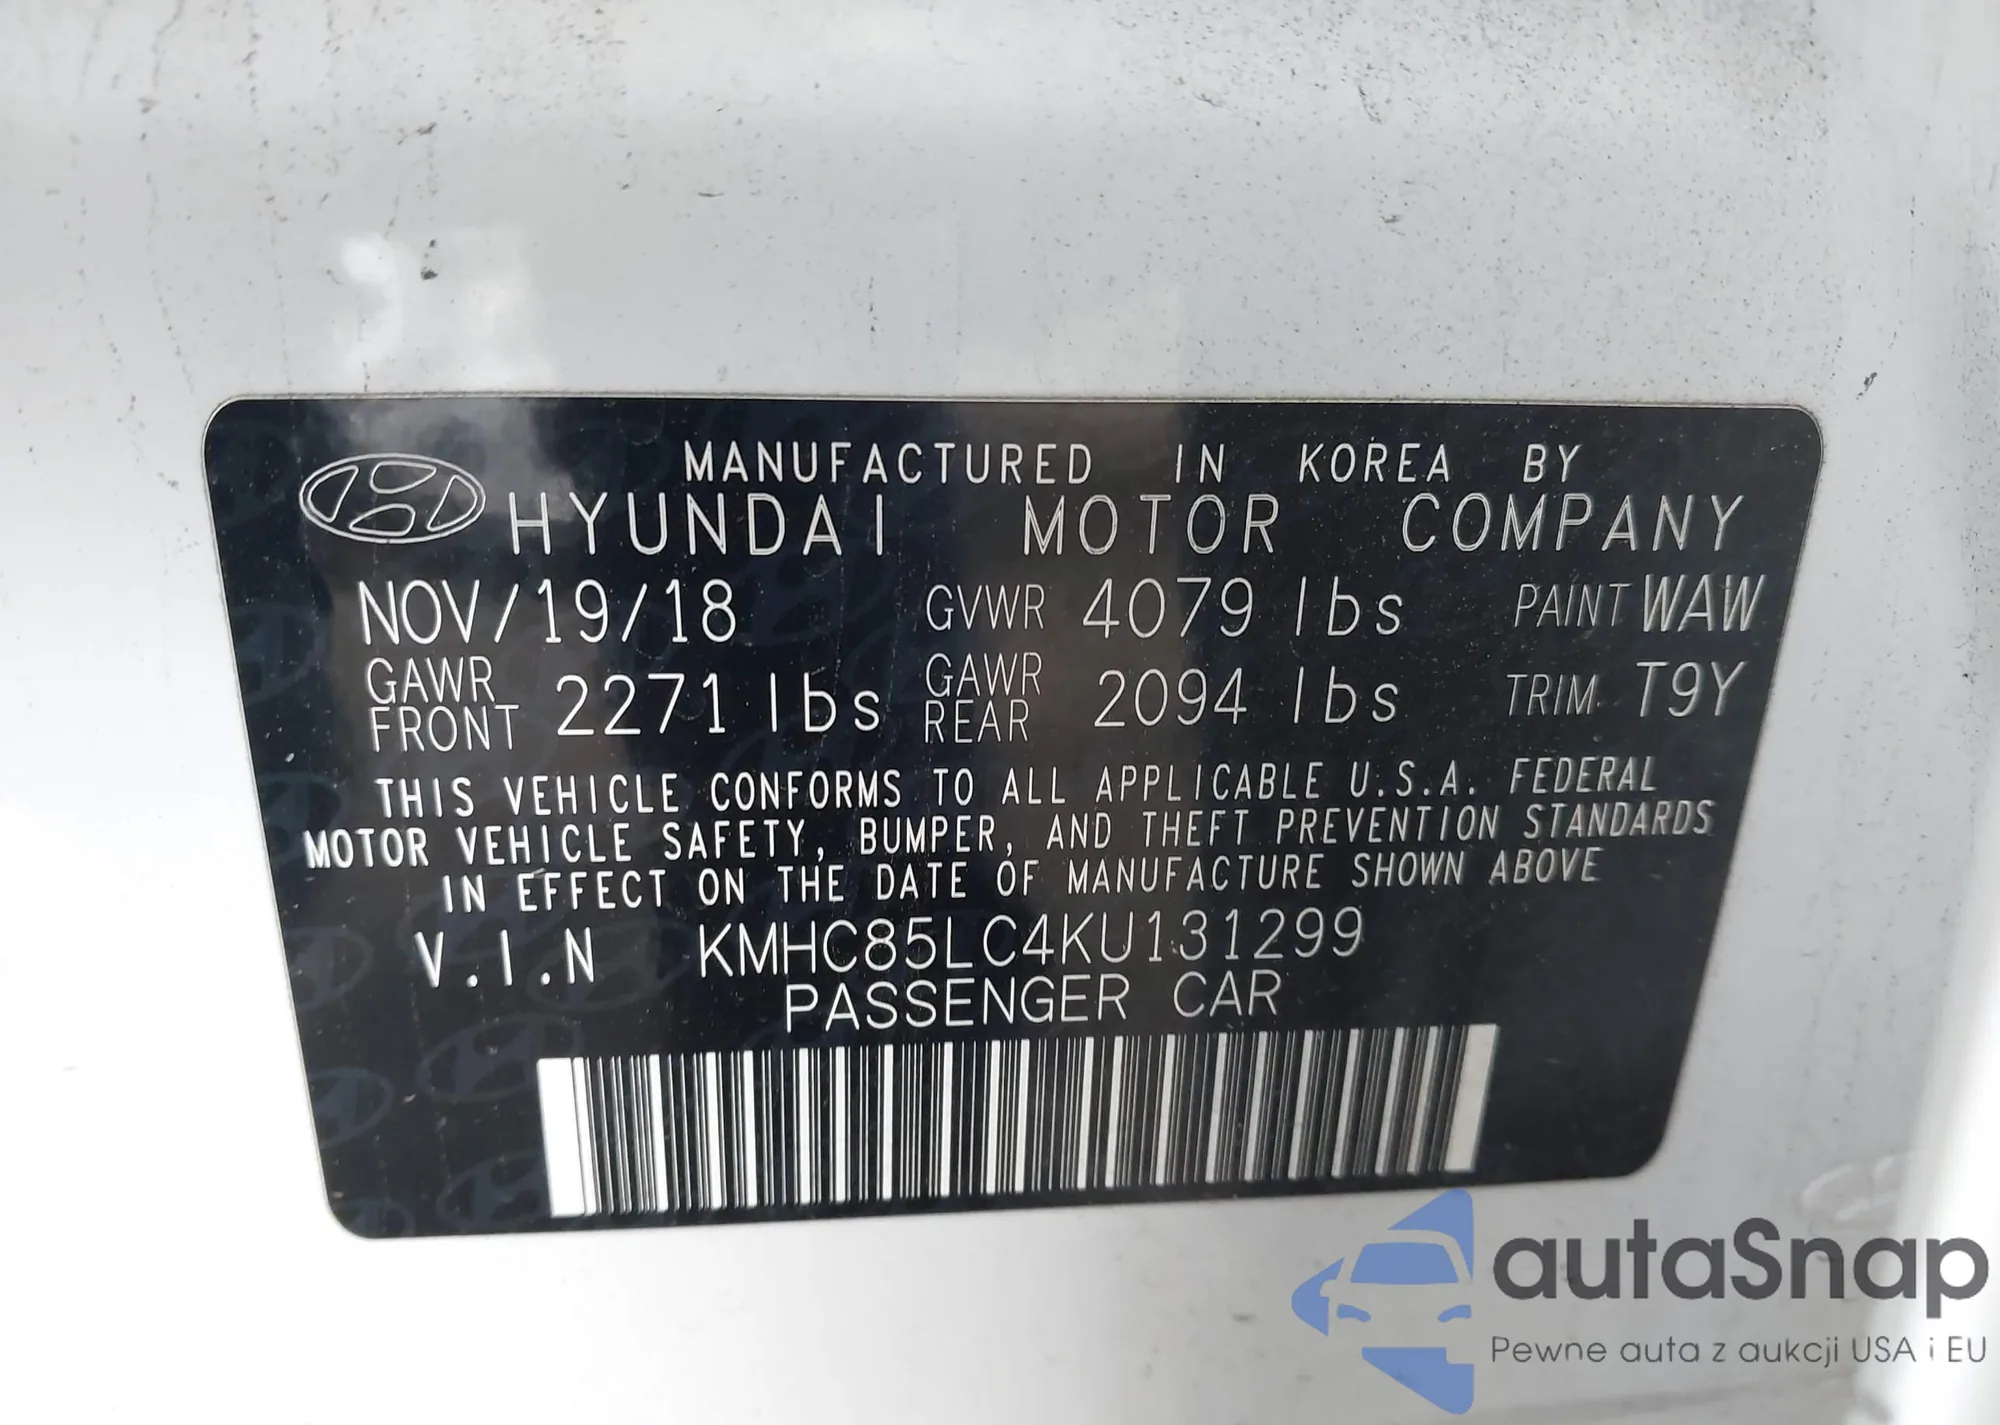 MANUFACTURED IN KOREA BY
HYUNDAI MOTOR COMPANY
NOV/19/18 GVWR 4079 lbs PAINT WAW
GAWR FRONT 2271 lbs GAWR REAR 2094 lbs TRIM T9Y
THIS VEHICLE CONFORMS TO ALL APPLICABLE U.S.A. FEDERAL
MOTOR VEHICLE SAFETY, BUMPER, AND THEFT PREVENTION STANDARDS
IN EFFECT ON THE DATE OF MANUFACTURE SHOWN ABOVE
V.I.N KMHC85LC4KU131299
PASSENGER CAR
autaSnap
Pewne auta z aukcji USA i EU